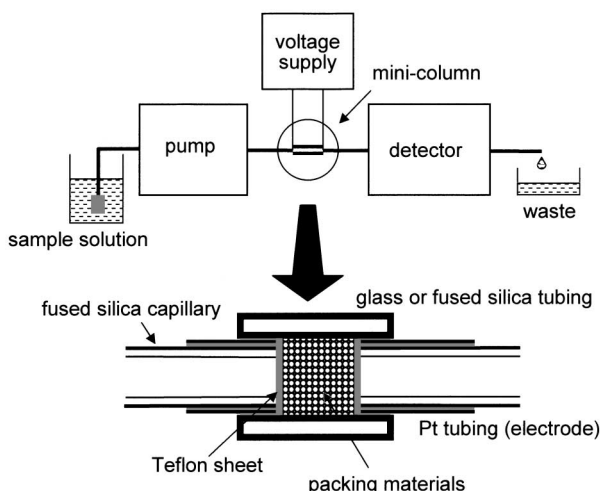 voltage
supply
mini-column
pump
detector
sample solution
waste
glass or fused silica tubing
fused silica capillary
Pt tubing (electrode)
Teflon sheet
packing materials